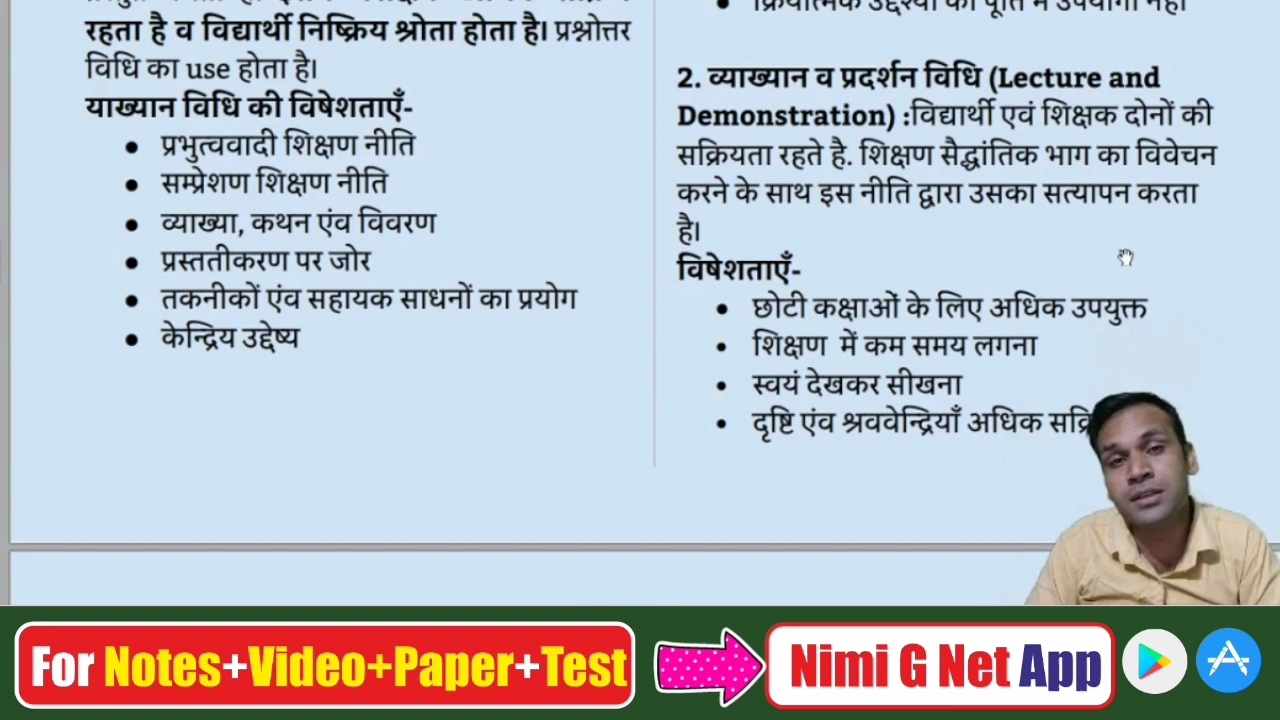 रहता है व विद्यार्थी निष्क्रिय श्रोता होता है। प्रश्नोत्तर
विधि का use होता है।
याख्यान विधि की विषेशताएँ-
● प्रभुत्ववादी शिक्षण नीति
● सम्प्रेशण शिक्षण नीति
● व्याख्या, कथन एंव विवरण
● प्रस्ततीकरण पर जोर
● तकनीकों एंव सहायक साधनों का प्रयोग
● केन्द्रिय उद्देष्य
2. व्याख्यान व प्रदर्शन विधि (Lecture and
Demonstration) :विद्यार्थी एवं शिक्षक दोनों की
सक्रियता रहते है. शिक्षण सैद्धांतिक भाग का विवेचन
करने के साथ इस नीति द्वारा उसका सत्यापन करता
है।
विषेशताएँ-
● छोटी कक्षाओं के लिए अधिक उपयुक्त
• शिक्षण में कम समय लगना
• स्वयं देखकर सीखना
• दृष्टि एंव श्रववेन्द्रियाँ अधिक
For Notes+Video+Paper+Test
Nimi G Net App